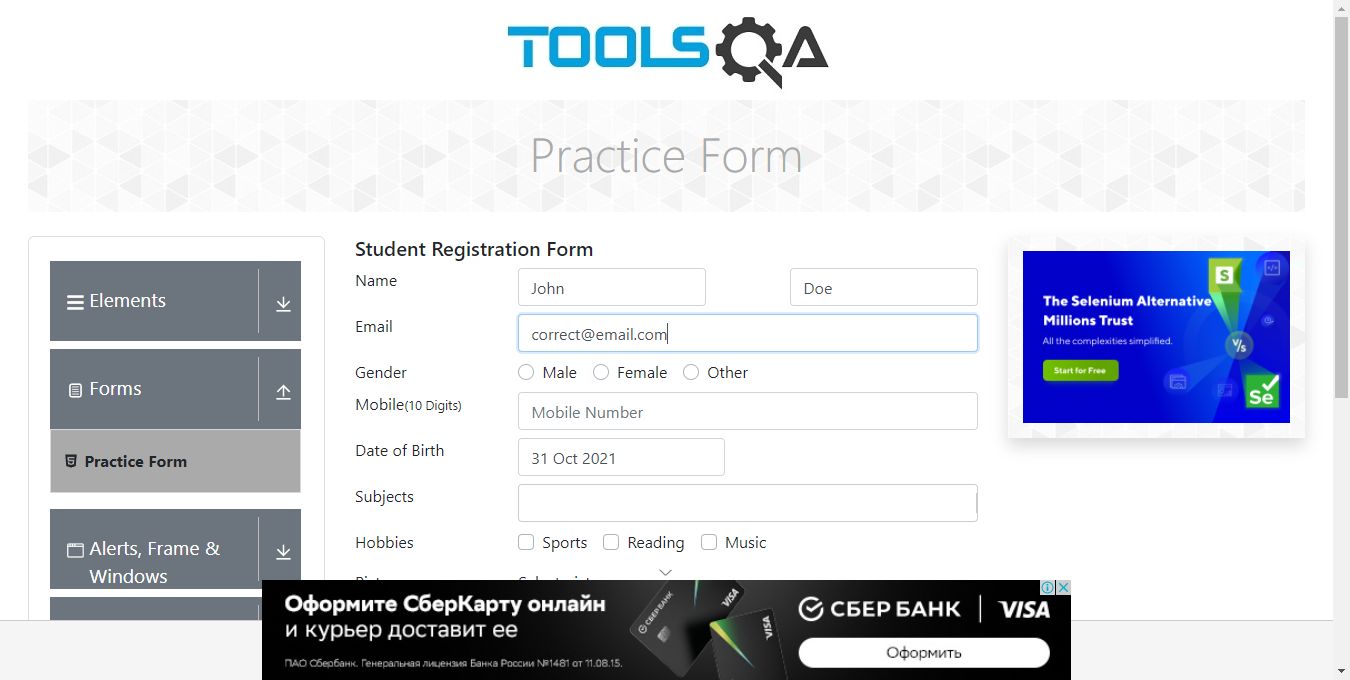 TOOLSQA
Practice Form
Elements
Forms
Practice Form
Alerts, Frame &
Windows
Student Registration Form
Name
John
Doe
Email
correct@email.com
Gender
Male
Female
Other
Mobile(10 Digits)
Mobile Number
Date of Birth
31 Oct 2021
Subjects
Hobbies
Sports
Reading
Music
S
The Selenium Alternative
Millions Trust
All the complexities simplified.
V/s
Start for Free
Se
Оформите СберКарту онлайн
и курьер доставит ее
ПАО Сбербанк. Генеральная лицензия Банка России №1481 от 11.08.15.
СБЕРБАНК
VISA
VISA
СБЕР БАНК
VISA
Оформить